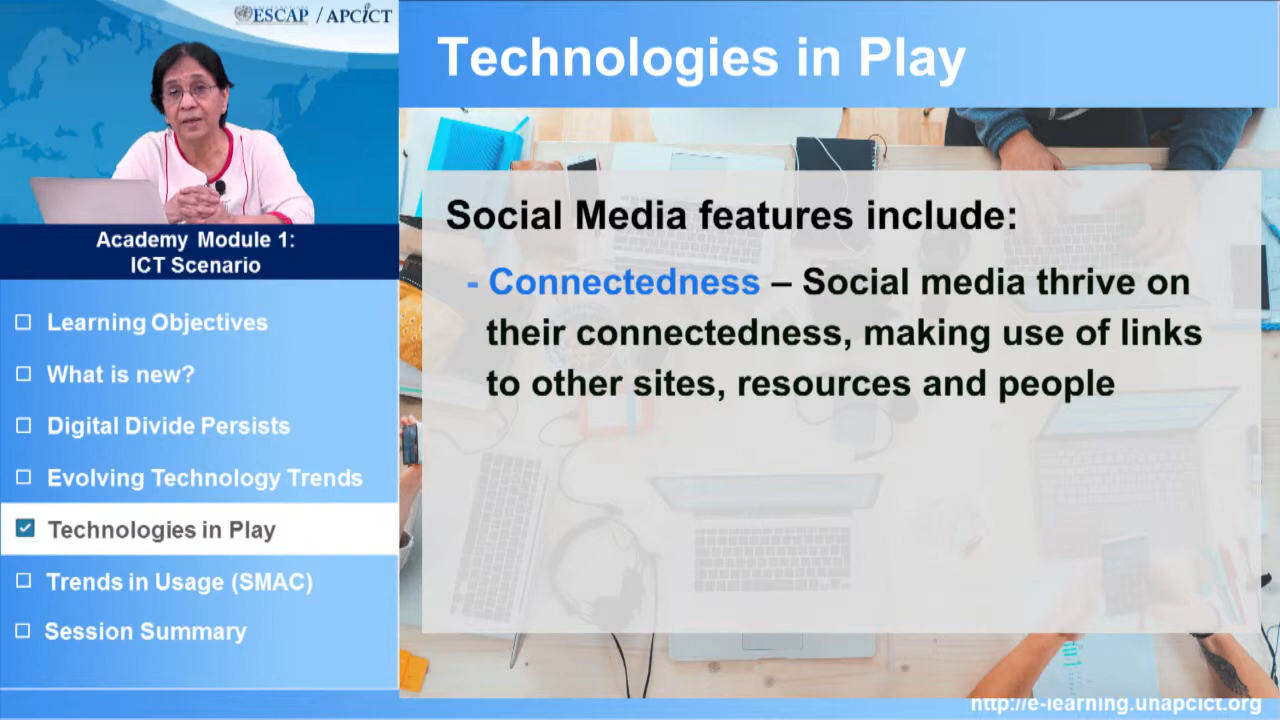 ESCAP / APCICT
Academy Module 1:
ICT Scenario
Learning Objectives
What is new?
Digital Divide Persists
Evolving Technology Trends
Technologies in Play
Trends in Usage (SMAC)
Session Summary
Technologies in Play
Social Media features include:
- Connectedness – Social media thrive on
their connectedness, making use of links
to other sites, resources and people
http://e-learning.unapcict.org